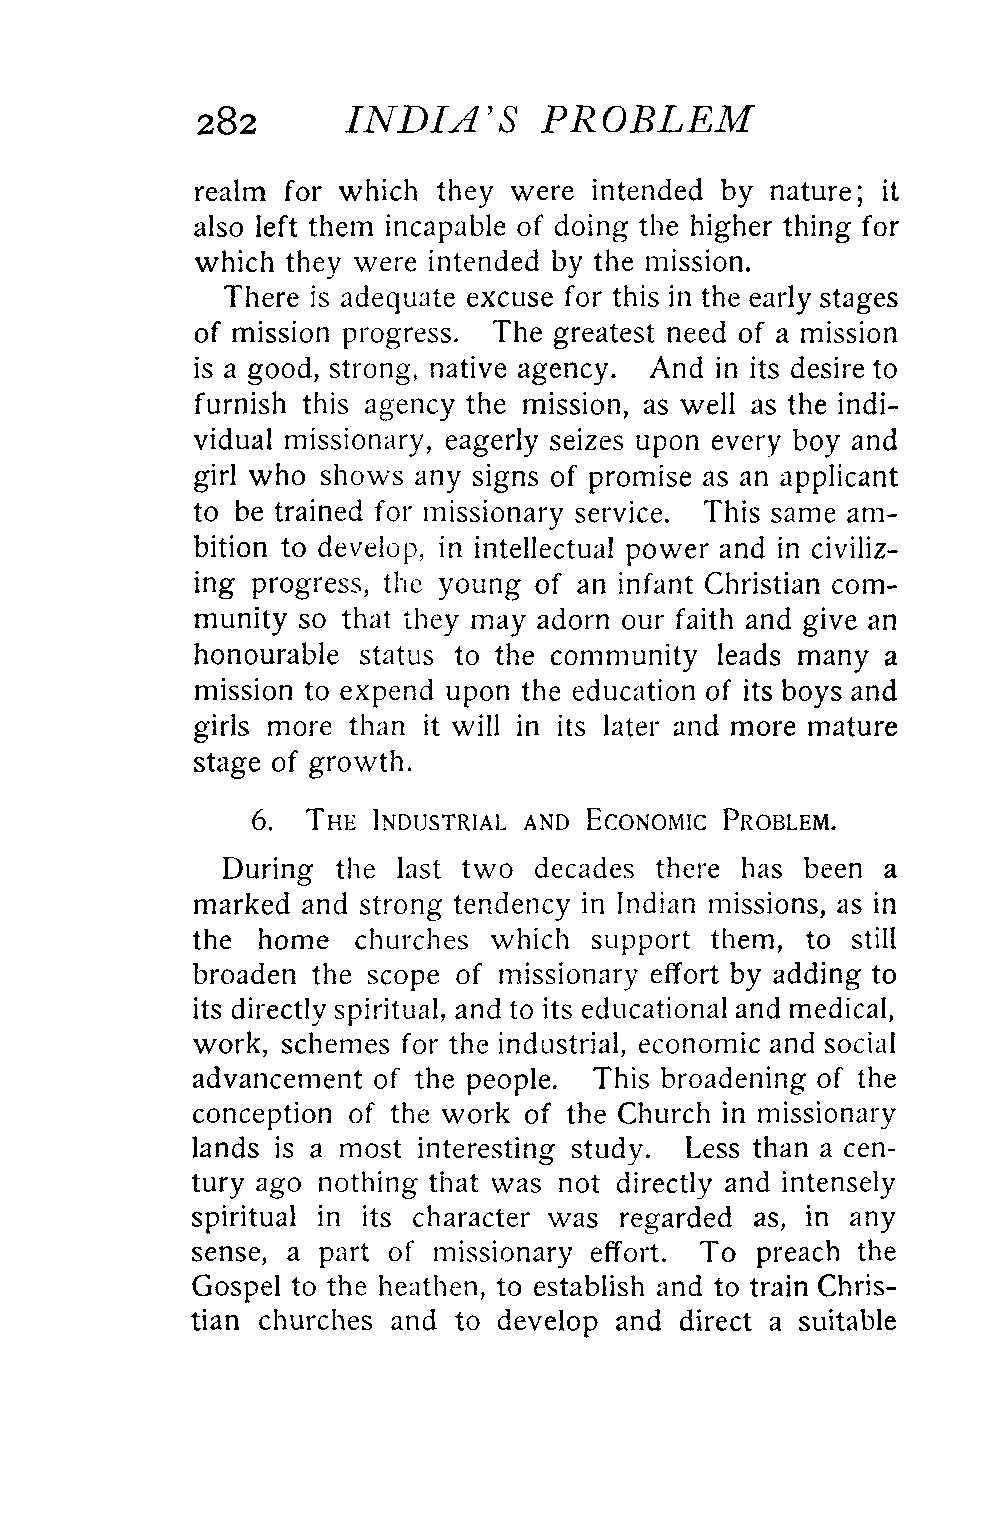 282 INDIA'S PROBLEM
realm for which they were intended by nature; it
also left them incapable of doing the higher thing for
which they were intended by the mission.
There is adequate excuse for this in the early stages
of mission progress. The greatest need of a mission
is a good, strong, native agency. And in its desire to
furnish this agency the mission, as well as the indi-
vidual missionary, eagerly seizes upon every boy and
girl who shows any signs of promise as an applicant
to be trained for missionary service. This same am-
bition to develop, in intellectual power and in civiliz-
ing progress, the young of an infant Christian com-
munity so that they may adorn our faith and give an
honourable status to the community leads many a
mission to expend upon the education of its boys and
girls more than it will in its later and more mature
stage of growth.
6. THE INDUSTRIAL AND ECONOMIC PROBLEM.
During the last two decades there has been a
marked and strong tendency in Indian missions, as in
the home churches which support them, to still
broaden the scope of missionary effort by adding to
its directly spiritual, and to its educational and medical,
work, schemes for the industrial, economic and social
advancement of the people. This broadening of the
conception of the work of the Church in missionary
lands is a most interesting study. Less than a cen-
tury ago nothing that was not directly and intensely
spiritual in its character was regarded as, in any
sense, a part of missionary effort. To preach the
Gospel to the heathen, to establish and to train Chris-
tian churches and to develop and direct a suitable